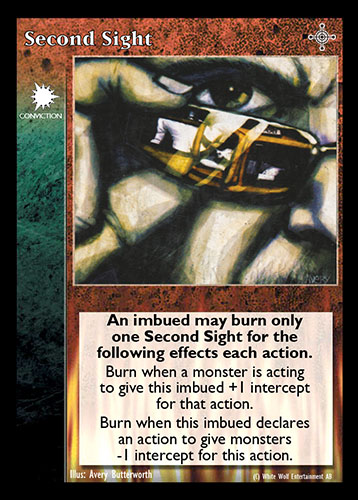 Second Sight
CONVICTION
An imbued may burn only
one Second Sight for the
following effects each action.
Burn when a monster is acting
to give this imbued +1 intercept
for that action.
Burn when this imbued declares
an action to give monsters
-1 intercept for this action.
Illus: Avery Butterworth
(C) White Wolf Entertainment AB